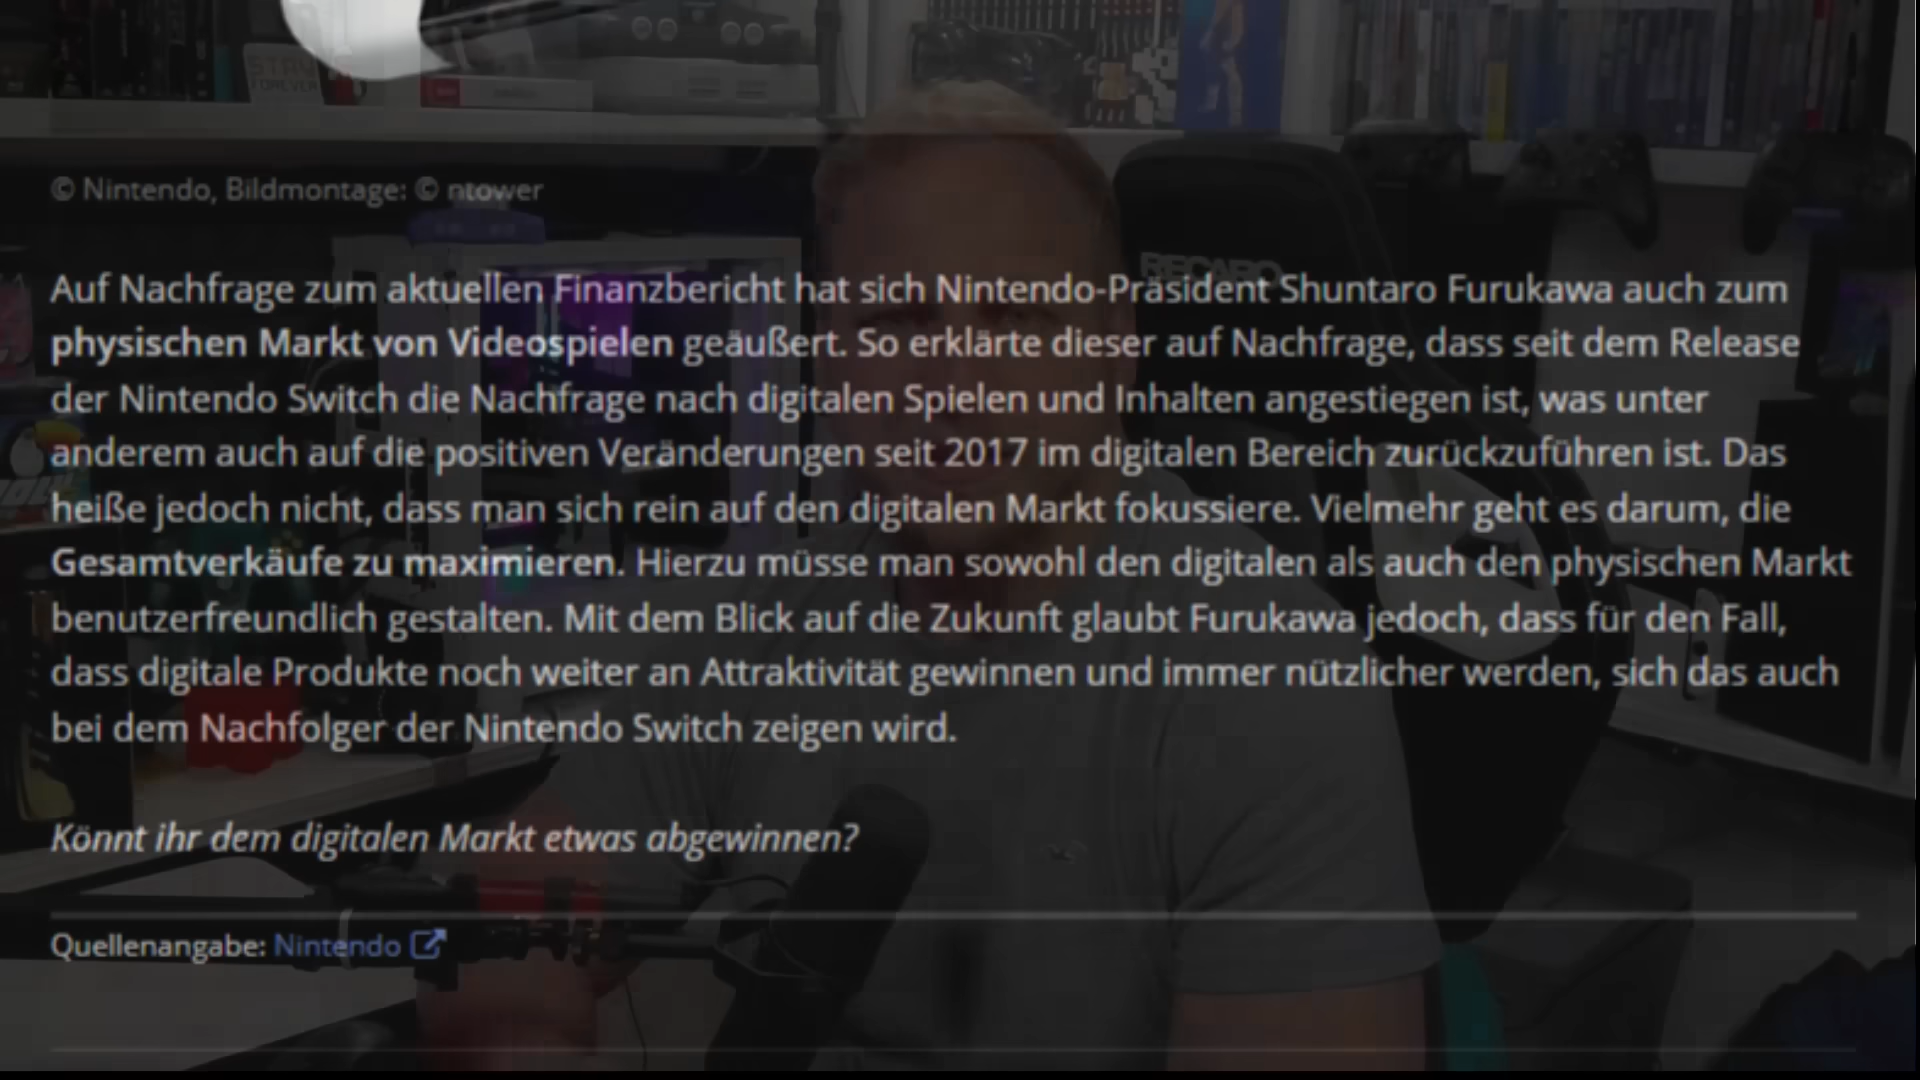 STAY
FOREVER
© Nintendo, Bildmontage: © ntower
RECARO
Auf Nachfrage zum aktuellen Finanzbericht hat sich Nintendo-Präsident Shuntaro Furukawa auch zum
physischen Markt von Videospielen geäußert. So erklärte dieser auf Nachfrage, dass seit dem Release
der Nintendo Switch die Nachfrage nach digitalen Spielen und Inhalten angestiegen ist, was unter
anderem auch auf die positiven Veränderungen seit 2017 im digitalen Bereich zurückzuführen ist. Das
heiße jedoch nicht, dass man sich rein auf den digitalen Markt fokussiere. Vielmehr geht es darum, die
Gesamtverkäufe zu maximieren. Hierzu müsse man sowohl den digitalen als auch den physischen Markt
benutzerfreundlich gestalten. Mit dem Blick auf die Zukunft glaubt Furukawa jedoch, dass für den Fall,
dass digitale Produkte noch weiter an Attraktivität gewinnen und immer nützlicher werden, sich das auch
bei dem Nachfolger der Nintendo Switch zeigen wird.
Könnt ihr dem digitalen Markt etwas abgewinnen?
Quellenangabe: Nintendo